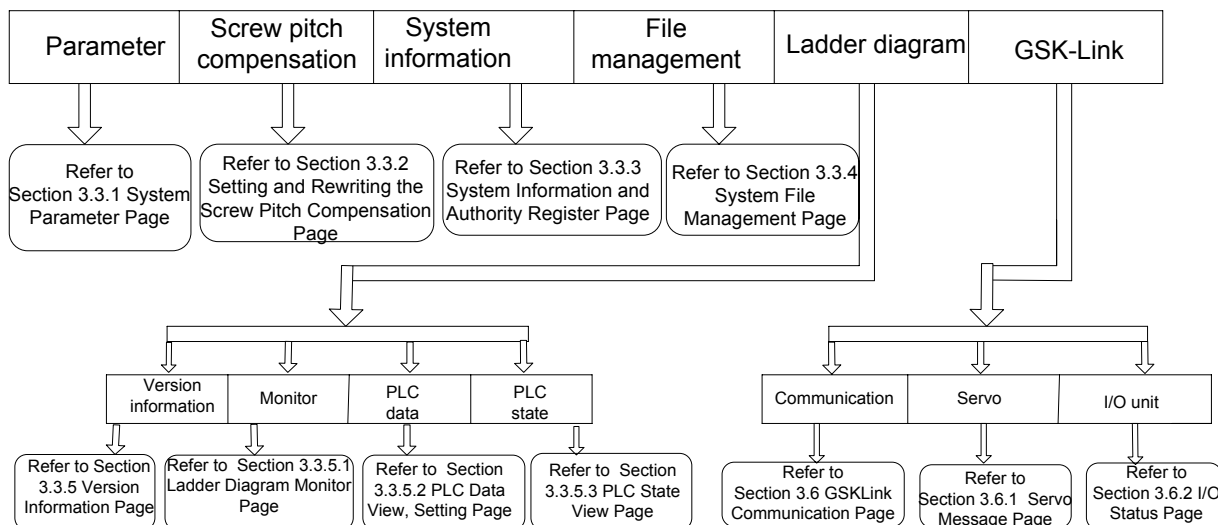 Parameter
Screw pitch
compensation
System
information
File
management
Ladder diagram
GSK-Link
Refer to
Section 3.3.1 System
Parameter Page
Refer to Section 3.3.2
Setting and Rewriting the
Screw Pitch Compensation
Page
Refer to Section 3.3.3
System Information and
Authority Register Page
Refer to Section 3.3.4
System File
Management Page
Version
information
Monitor
PLC
data
PLC
state
Communication
Servo
I/O unit
Refer to Section
3.3.5 Version
Information Page
Refer to Section 3.3.5.1
Ladder Diagram Monitor
Page
Refer to Section
3.3.5.2 PLC Data
View, Setting Page
Refer to Section
3.3.5.3 PLC State
View Page
Refer to
Section 3.6 GSKLink
Communication Page
Refer to
Section 3.6.1 Servo
Message Page
Refer to
Section 3.6.2 I/O
Status Page